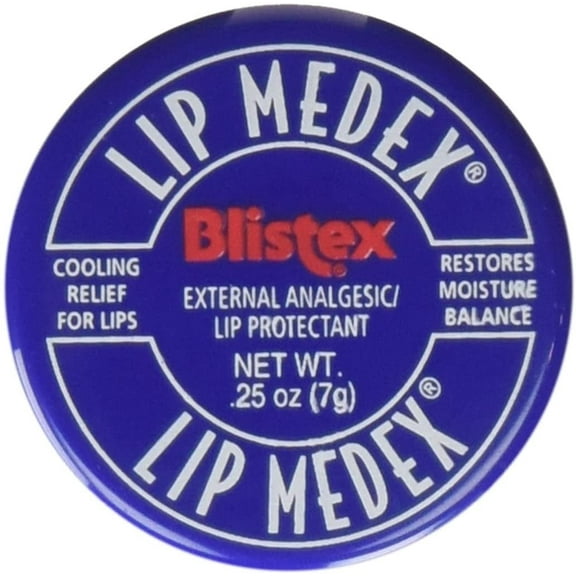 LIP MEDEX®
Blistex®
COOLING
RELIEF
FOR LIPS
EXTERNAL ANALGESIC/
LIP PROTECTANT
NET WT.
.25 oz (7g)
RESTORES
MOISTURE
BALANCE
LIP MEDEX®